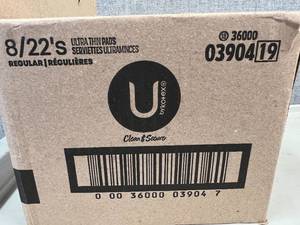 8/22's
ULTRA THIN PADS
SERVIETTES ULTRAMINCES
REGULAR | RÉGULIÈRES
36000
03904 19
U
by kotex®
Clean & Secure
0 00 36000 03904 7